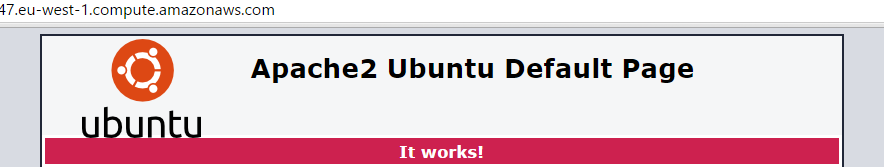 47.eu-west-1.compute.amazonaws.com
Apache2 Ubuntu Default Page
ubuntu
It works!